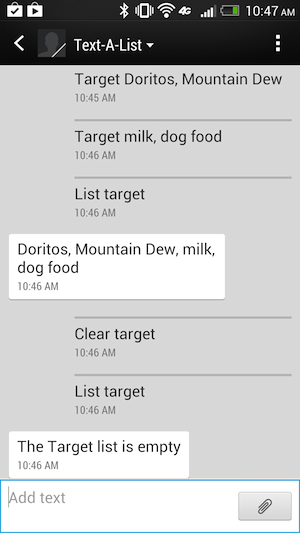 4G 10:47 AM
Text-A-List
Target Doritos, Mountain Dew
10:45 AM
Target milk, dog food
10:46 AM
List target
10:46 AM
Doritos, Mountain Dew, milk,
dog food
10:46 AM
Clear target
10:46 AM
List target
10:46 AM
The Target list is empty
10:46 AM
Add text